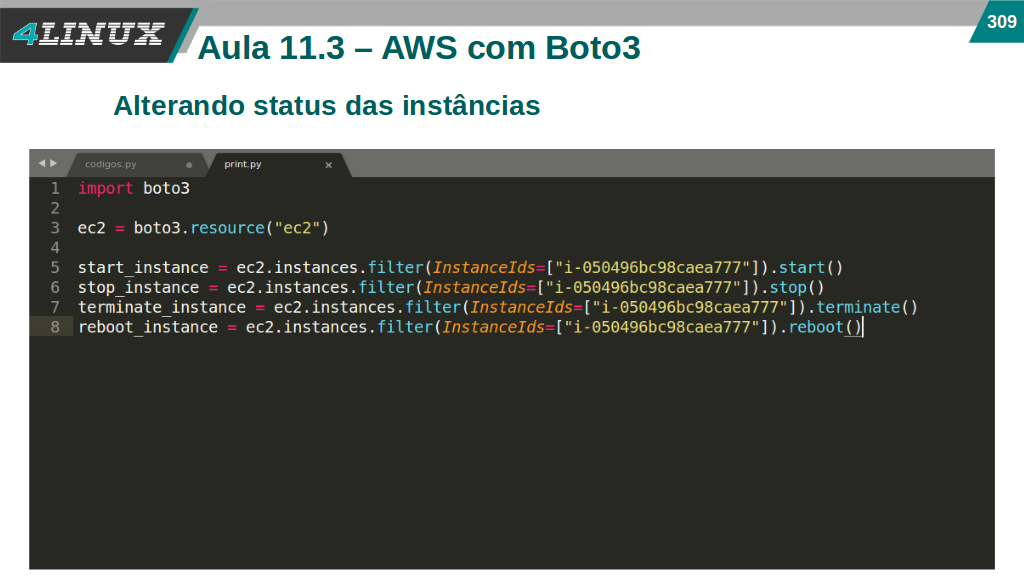 4LINUX
309
Aula 11.3 – AWS com Boto3
Alterando status das instâncias
codigos.py
print.py
1 import boto3
2
3 ec2 = boto3.resource("ec2")
4
5 start_instance = ec2.instances.filter(InstanceIds=["i-050496bc98caea777"]).start()
6 stop_instance = ec2.instances.filter(InstanceIds=["i-050496bc98caea777"]).stop()
7 terminate_instance = ec2.instances.filter(InstanceIds=["i-050496bc98caea777"]).terminate()
8 reboot_instance = ec2.instances.filter(InstanceIds=["i-050496bc98caea777"]).reboot()